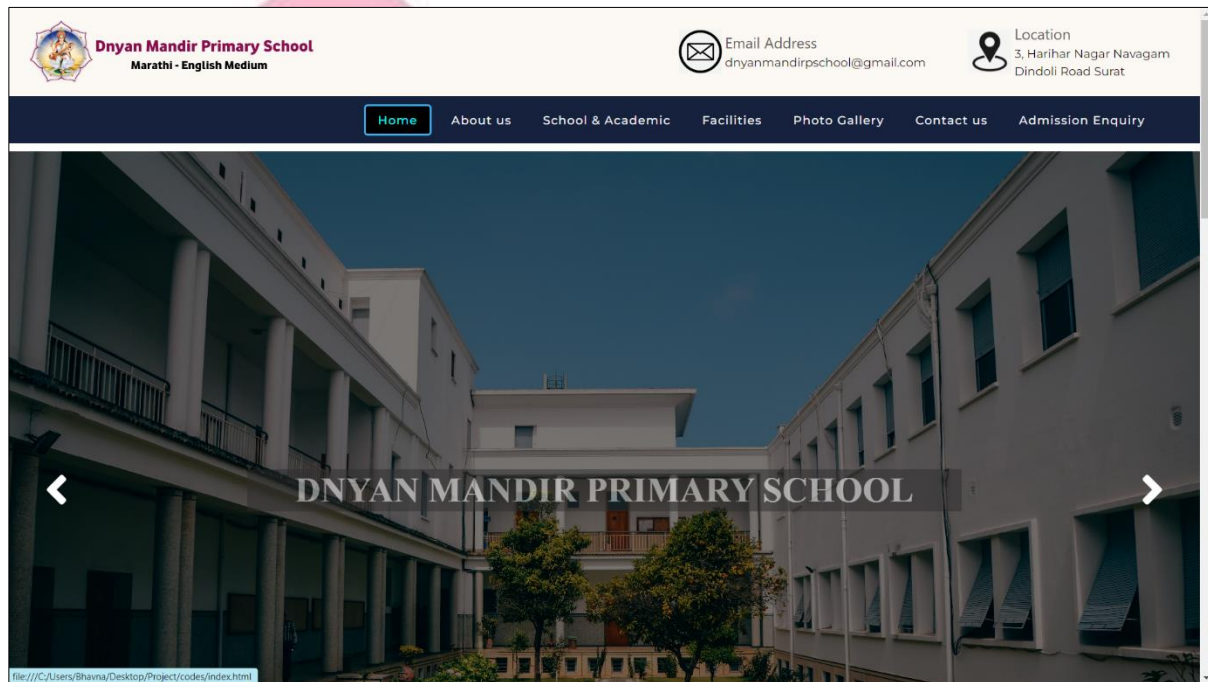 Dnyan Mandir Primary School
Marathi - English Medium
Email Address
dnyanmandirpschool@gmail.com
Location
3, Harihar Nagar Navagam
Dindoli Road Surat
Home About us School & Academic Facilities Photo Gallery Contact us Admission Enquiry
DNYAN MANDIR PRIMARY SCHOOL
file:///C:/Users/Bhavna/Desktop/Project/codes/index.html